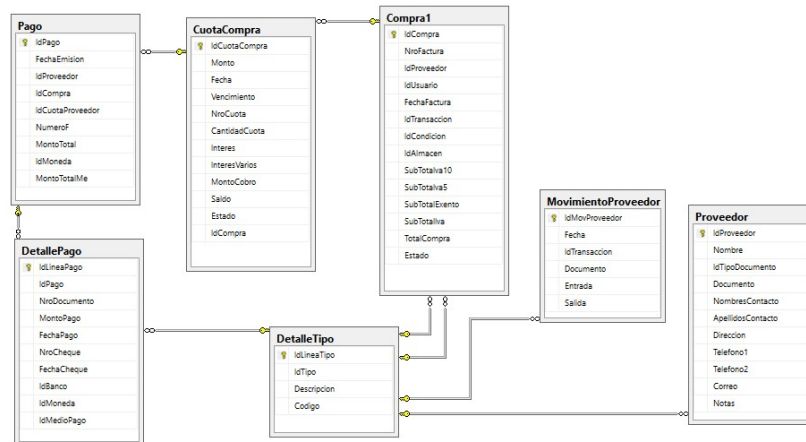 Pago
IdPago
FechaEmision
IdProveedor
IdCompra
IdCuotaProveedor
NumeroF
MontoTotal
IdMoneda
MontoTotalMe
CuotaCompra
IdCuotaCompra
Monto
Fecha
Vencimiento
NroCuota
CantidadCuota
Interes
InteresVarios
MontoCobro
Saldo
Estado
IdCompra
Compra1
IdCompra
NroFactura
IdProveedor
IdUsuario
FechaFactura
IdTransaccion
IdCondicion
IdAlmacen
SubTotalva10
SubTotalva5
SubTotalExento
SubTotalIva
TotalCompra
Estado
MovimientoProveedor
IdMovProveedor
Fecha
IdTransaccion
Documento
Entrada
Salida
Proveedor
IdProveedor
Nombre
IdTipoDocumento
Documento
NombresContacto
ApellidosContacto
Direccion
Telefono1
Telefono2
Correo
Notas
DetallePago
IdLineaPago
IdPago
NroDocumento
MontoPago
FechaPago
NroCheque
FechaCheque
IdBanco
IdMoneda
IdMedioPago
DetalleTipo
IdLineaTipo
IdTipo
Descripcion
Codigo